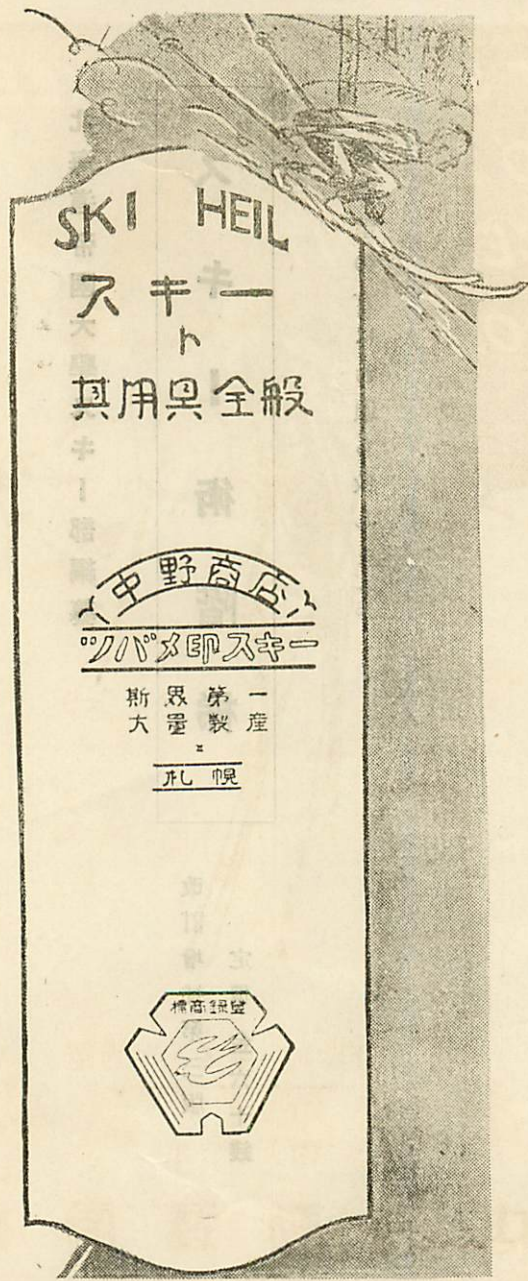 SKI HEIL
スキー
ト
其用具全般
中野商店
ツバメ印スキー
斯界第一
大量製産
札幌
登録商標